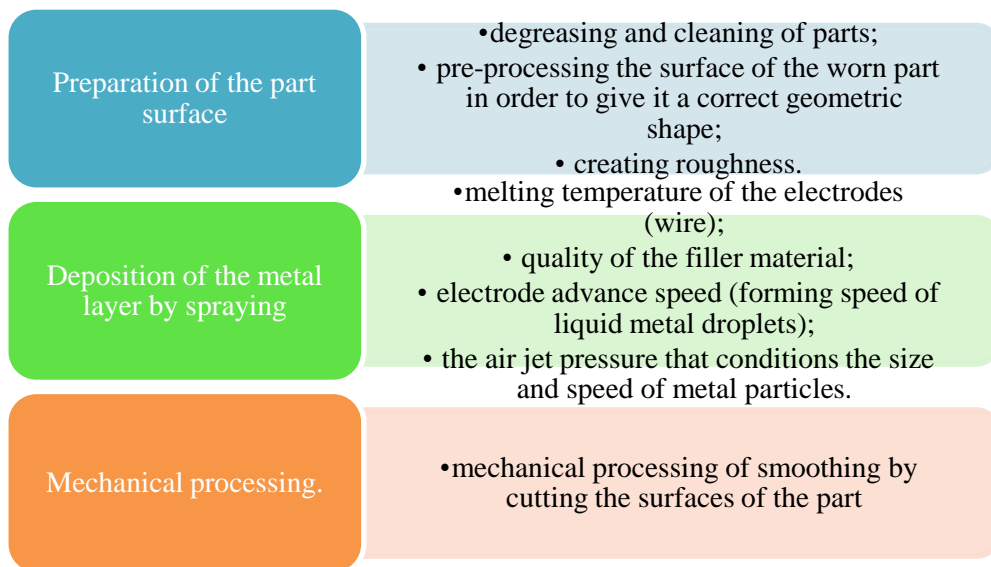 Preparation of the part
surface
•degreasing and cleaning of parts;
• pre-processing the surface of the worn part
in order to give it a correct geometric
shape;
• creating roughness.
Deposition of the metal
layer by spraying
•melting temperature of the electrodes
(wire);
• quality of the filler material;
• electrode advance speed (forming speed of
liquid metal droplets);
• the air jet pressure that conditions the size
and speed of metal particles.
Mechanical processing.
•mechanical processing of smoothing by
cutting the surfaces of the part